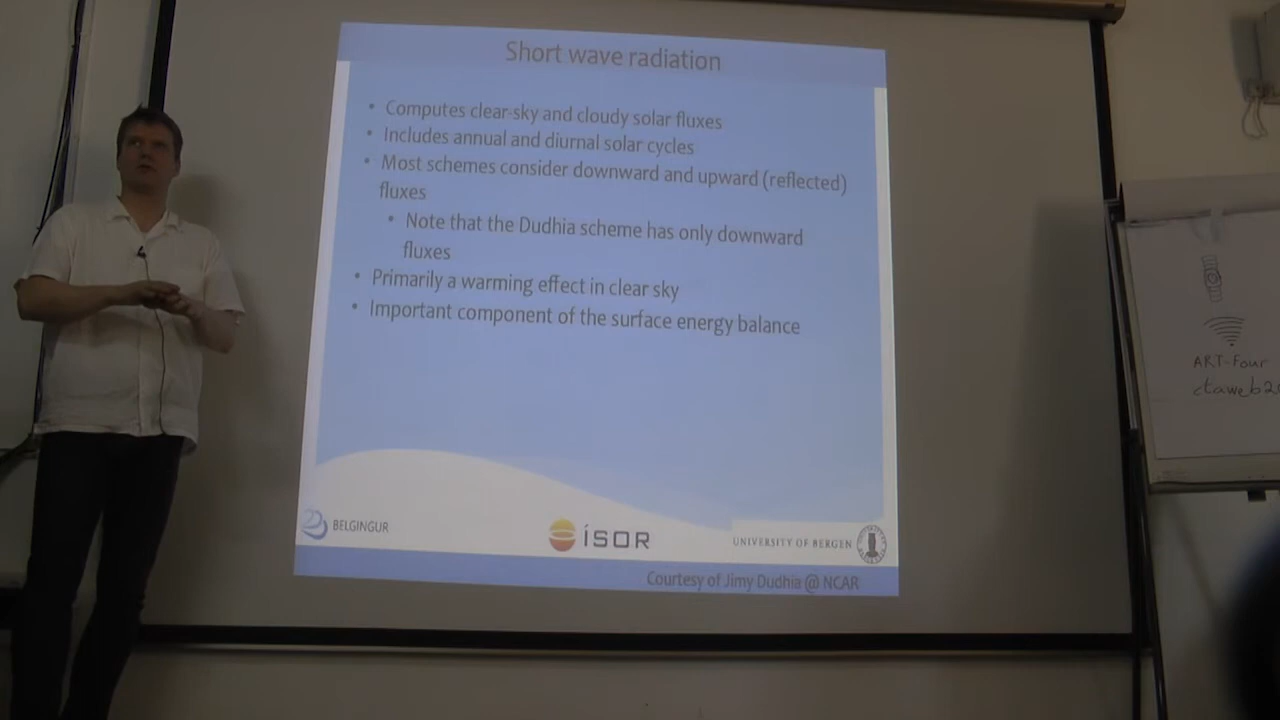 Short wave radiation
• Computes clear-sky and cloudy solar fluxes
• Includes annual and diurnal solar cycles
• Most schemes consider downward and upward (reflected)
fluxes
• Note that the Dudhia scheme has only downward
fluxes
• Primarily a warming effect in clear sky
• Important component of the surface energy balance
BELGINGUR
ÍSOR
UNIVERSITY OF BERGEN
Courtesy of Jimy Dudhia @ NCAR
ART-Four